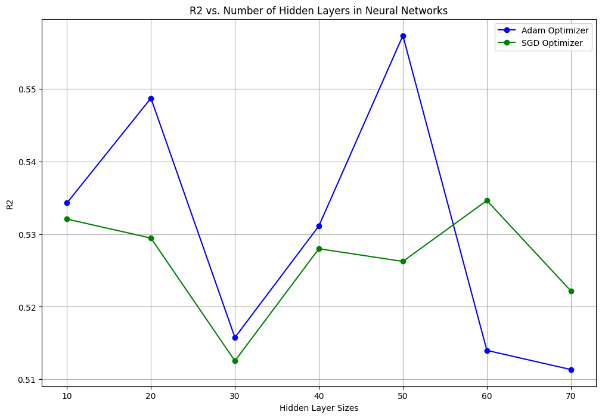 R2 vs. Number of Hidden Layers in Neural Networks
Adam Optimizer
SGD Optimizer
0.55
0.54
0.53
0.52
0.51
R2
10 20 30 40 50 60 70
Hidden Layer Sizes